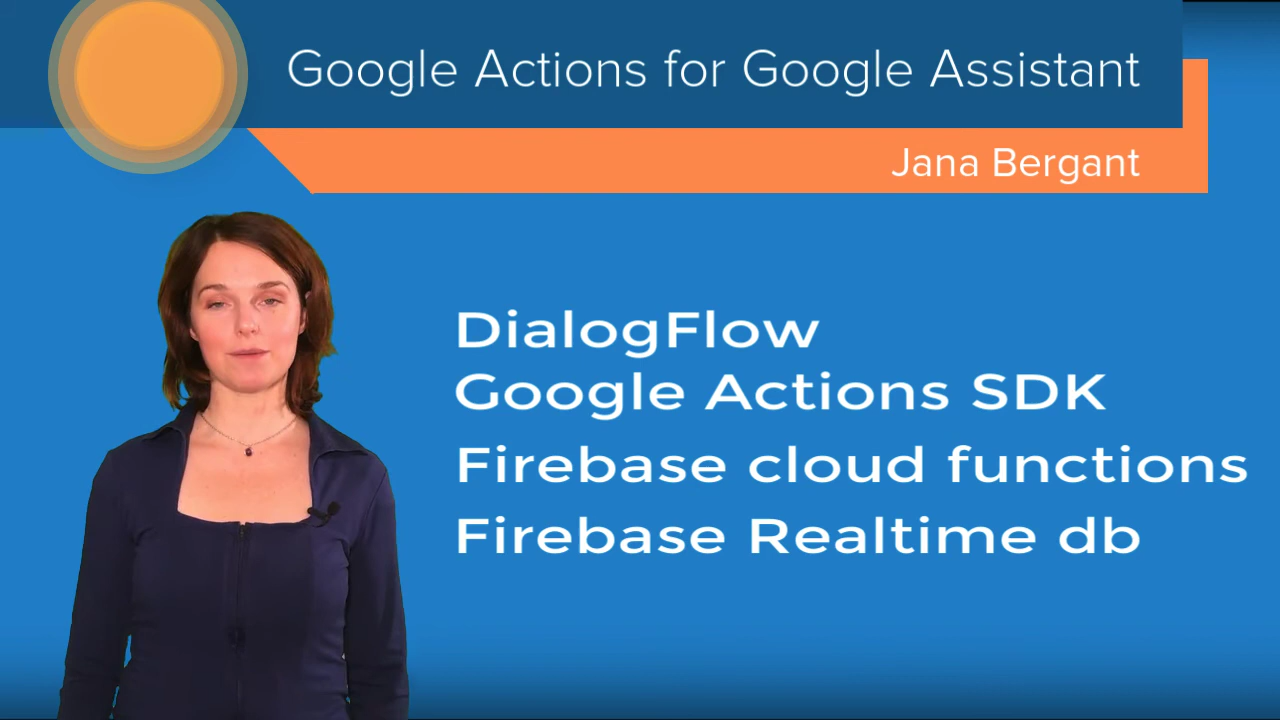 Google Actions for Google Assistant
Jana Bergant
DialogFlow
Google Actions SDK
Firebase cloud functions
Firebase Realtime db